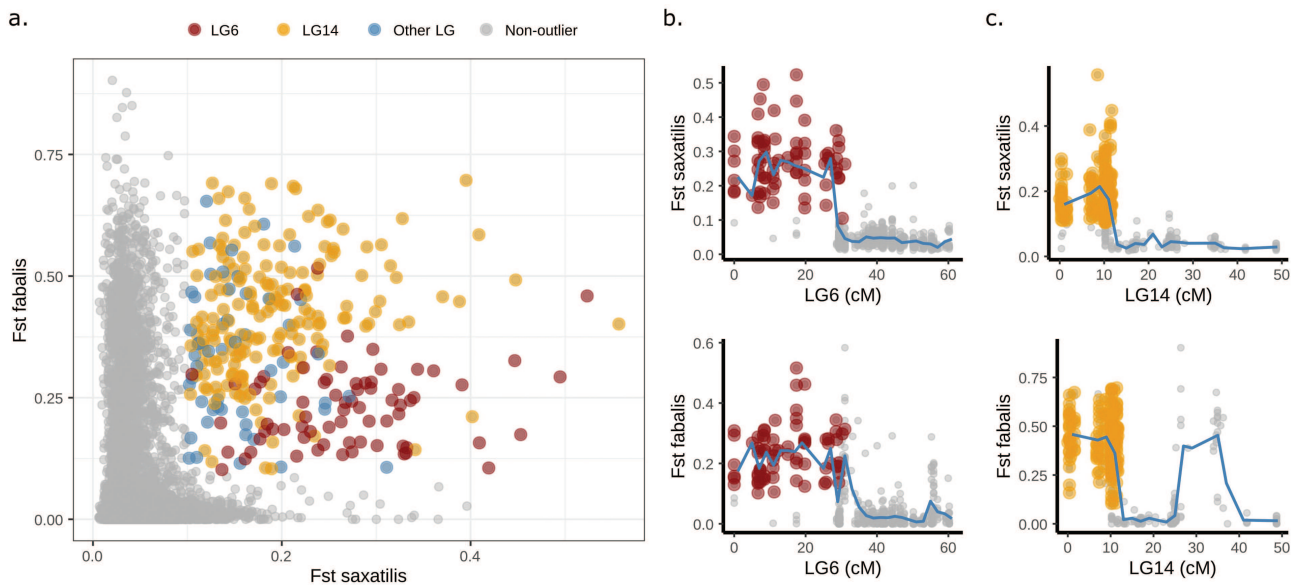 a.
LG6 LG14 Other LG Non-outlier
Fst fabalis
0.75
0.50
0.25
0.00
0.0 0.2 0.4
Fst saxatilis
b.
Fst saxatilis
0.5
0.4
0.3
0.2
0.1
0.0
0 20 40 60
LG6 (cM)
Fst fabalis
0.6
0.4
0.2
0.0
0 20 40 60
LG6 (cM)
c.
Fst saxatilis
0.4
0.2
0.0
0 10 20 30 40 50
LG14 (cM)
Fst fabalis
0.75
0.50
0.25
0.00
0 10 20 30 40 50
LG14 (cM)